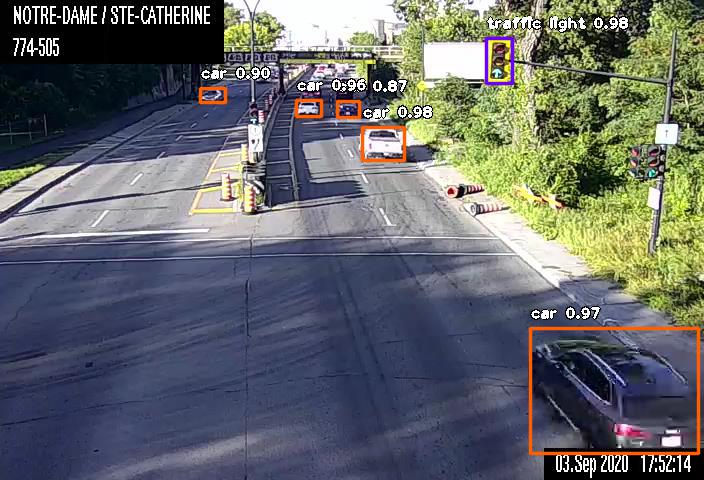 NOTRE-DAME / STE-CATHERINE
774-505
traffic light 0.98
car 0.90
car 0.96
0.87
car 0.98
car 0.97
03.Sep 2020 17:52:14